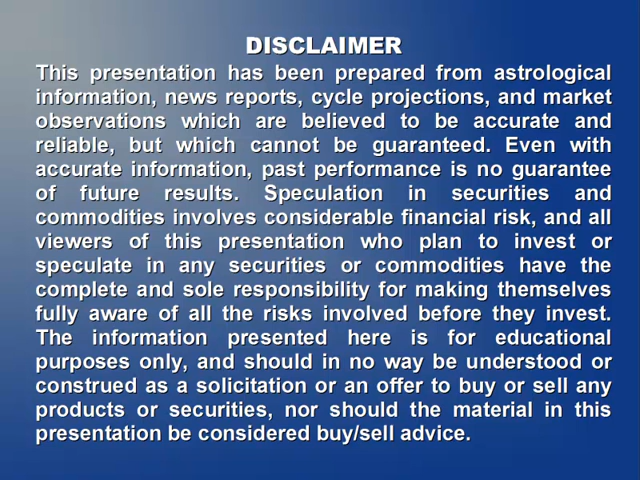 DISCLAIMER
This presentation has been prepared from astrological
information, news reports, cycle projections, and market
observations which are believed to be accurate and
reliable, but which cannot be guaranteed. Even with
accurate information, past performance is no guarantee
of future results. Speculation in securities and
commodities involves considerable financial risk, and all
viewers of this presentation who plan to invest or
speculate in any securities or commodities have the
complete and sole responsibility for making themselves
fully aware of all the risks involved before they invest.
The information presented here is for educational
purposes only, and should in no way be understood or
construed as a solicitation or an offer to buy or sell any
products or securities, nor should the material in this
presentation be considered buy/sell advice.